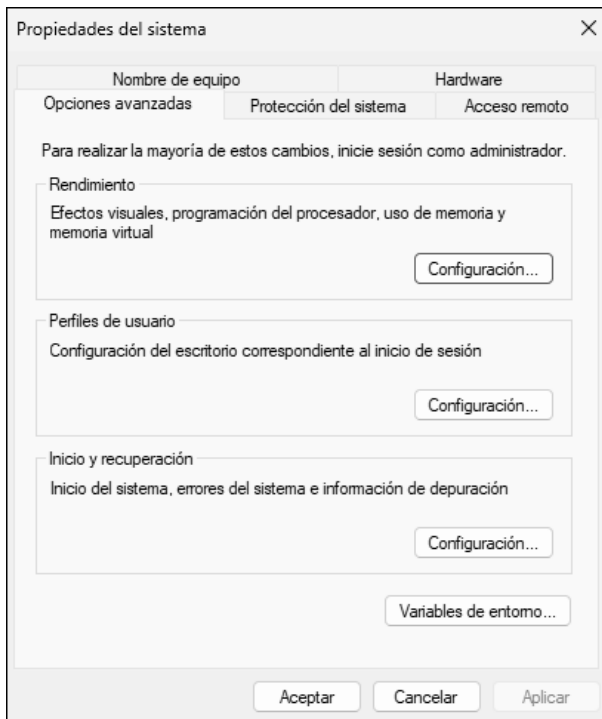 Propiedades del sistema
Nombre de equipo
Hardware
Opciones avanzadas
Protección del sistema
Acceso remoto
Para realizar la mayoría de estos cambios, inicie sesión como administrador.
Rendimiento
Efectos visuales, programación del procesador, uso de memoria y
memoria virtual
Configuración...
Perfiles de usuario
Configuración del escritorio correspondiente al inicio de sesión
Configuración...
Inicio y recuperación
Inicio del sistema, errores del sistema e información de depuración
Configuración...
Variables de entorno...
Aceptar
Cancelar
Aplicar